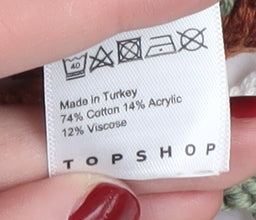 40
Made in Turkey
74% Cotton 14% Acrylic
12% Viscose
TOPSHOP